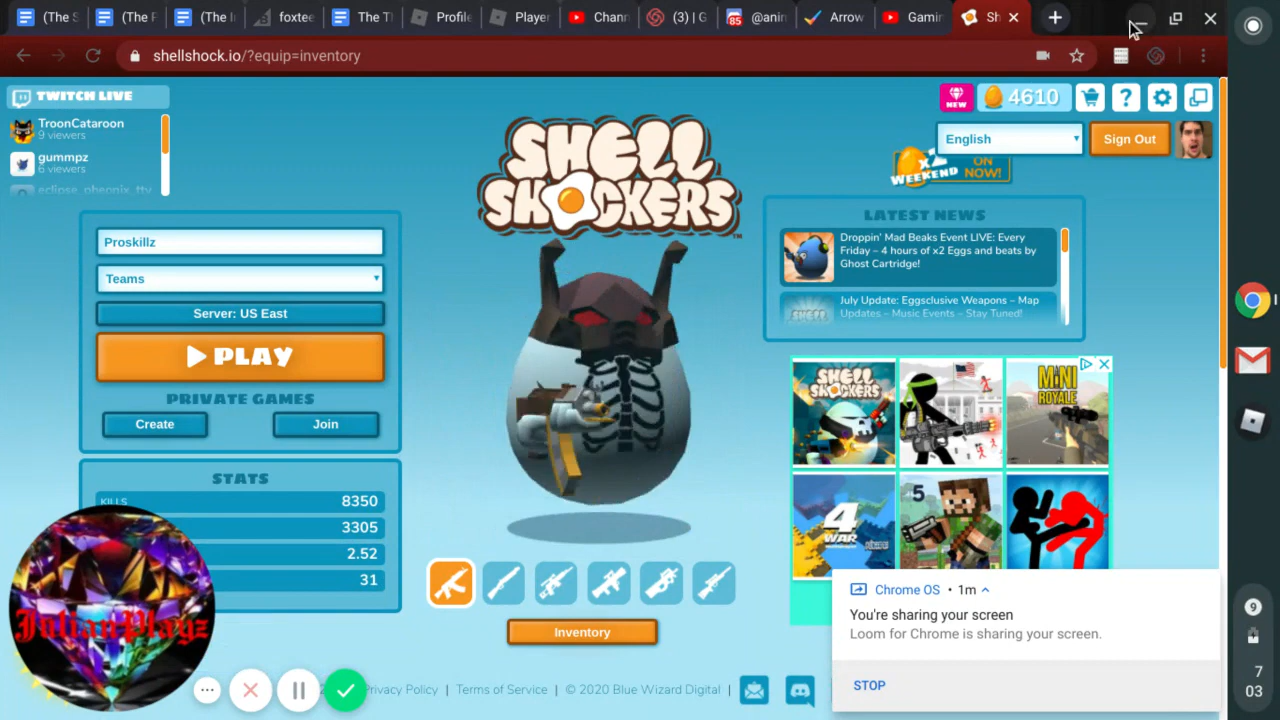 (The S
(The F
(The I
foxtee
The T
Profile
Player
Chann
(3) | G
85
@anin
Arrow
Gamin
Sh
shellshock.io/?equip=inventory
TWITCH LIVE
TroonCataroon
9 viewers
gummpz
6 viewers
eclipse_pheonix_ttv
SHELL
SHOCKERS™
NEW
4610
?
English
Sign Out
x2
WEEKEND
ON
NOW!
Proskillz
Teams
Server: US East
PLAY
PRIVATE GAMES
Create
Join
STATS
KILLS
8350
3305
2.52
31
JulianPlayz
LATEST NEWS
Droppin' Mad Beaks Event LIVE: Every
Friday – 4 hours of x2 Eggs and beats by
Ghost Cartridge!
July Update: Eggsclusive Weapons – Map
Updates – Music Events – Stay Tuned!
SHELL
SHOCKERS
MiNi
ROYALE
4
WAR
5
Inventory
Privacy Policy | Terms of Service | © 2020 Blue Wizard Digital |
Chrome OS • 1m
You're sharing your screen
Loom for Chrome is sharing your screen.
STOP
9
7
03